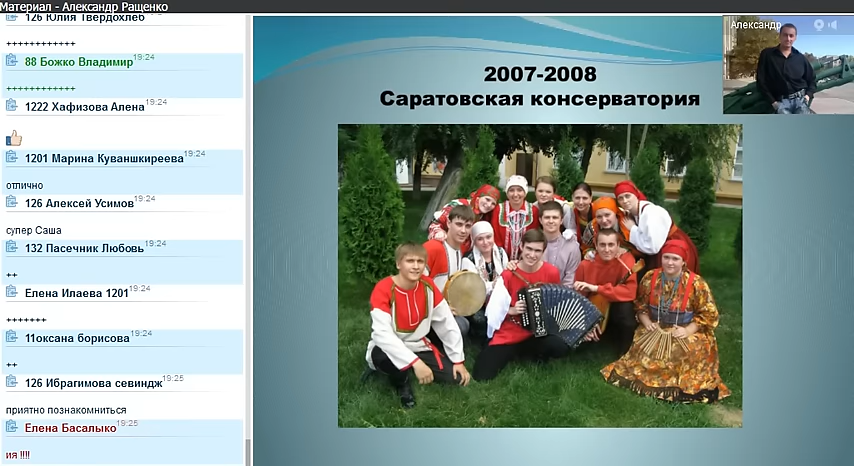 Материал - Александр Ращенко
126 Юлия Твердохлеб
++++++++++++
88 Божко Владимир 19:24
++++++++++++
1222 Хафизова Алена 19:24
1201 Марина Куваншкиреева 19:24
отлично
126 Алексей Усимов 19:24
супер Саша
132 Пасечник Любовь 19:24
++
Елена Илаева 1201 19:24
+++++++
11оксана борисова 19:24
++
126 Ибрагимова севиндж 19:25
приятно познакомниться
Елена Басалыко 19:25
ия !!!!
2007-2008
Саратовская консерватория
Александр